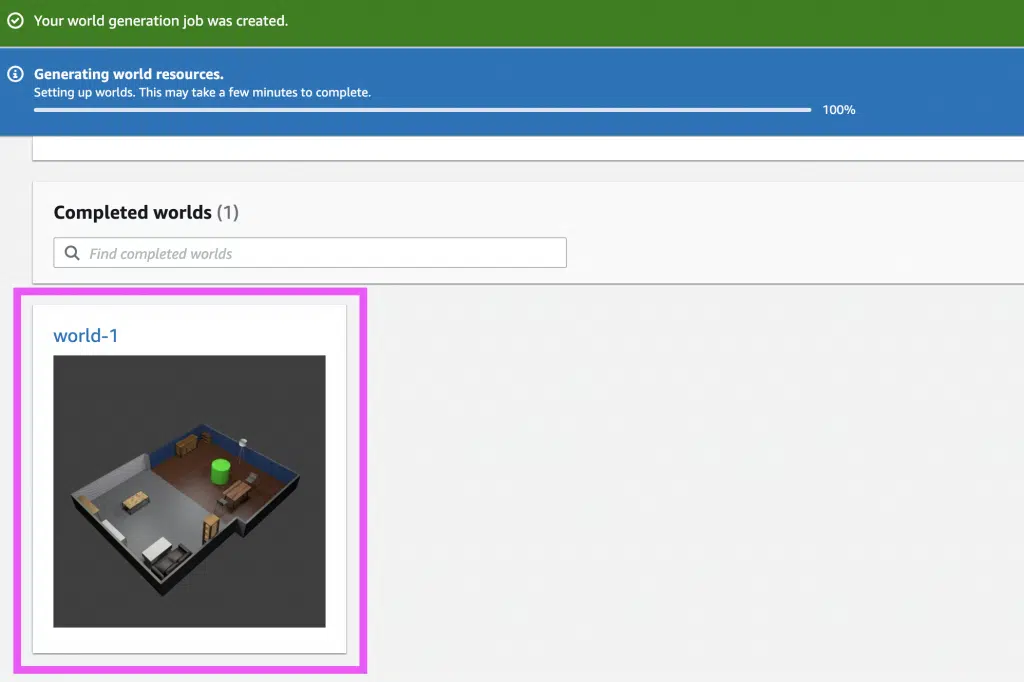 Your world generation job was created.
Generating world resources.
Setting up worlds. This may take a few minutes to complete.
100%
Completed worlds (1)
Find completed worlds
world-1